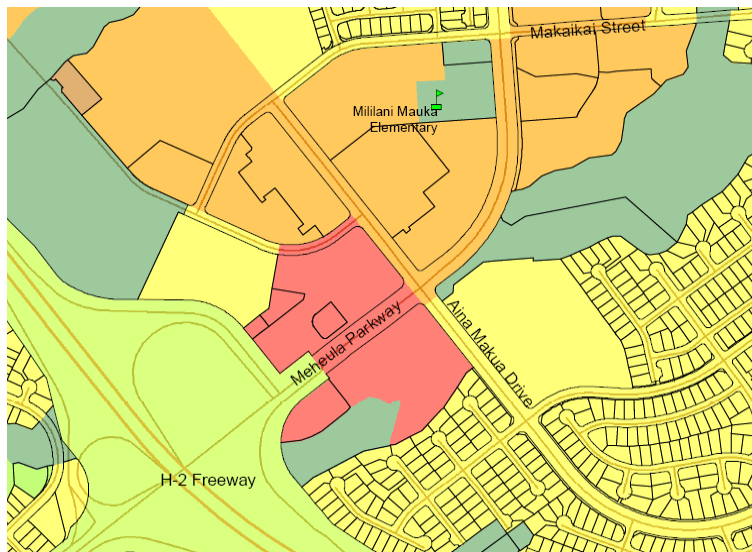 Makaikai Street
Mililani Mauka
Elementary
Meheula Parkway
Aina Makua Drive
H-2 Freeway